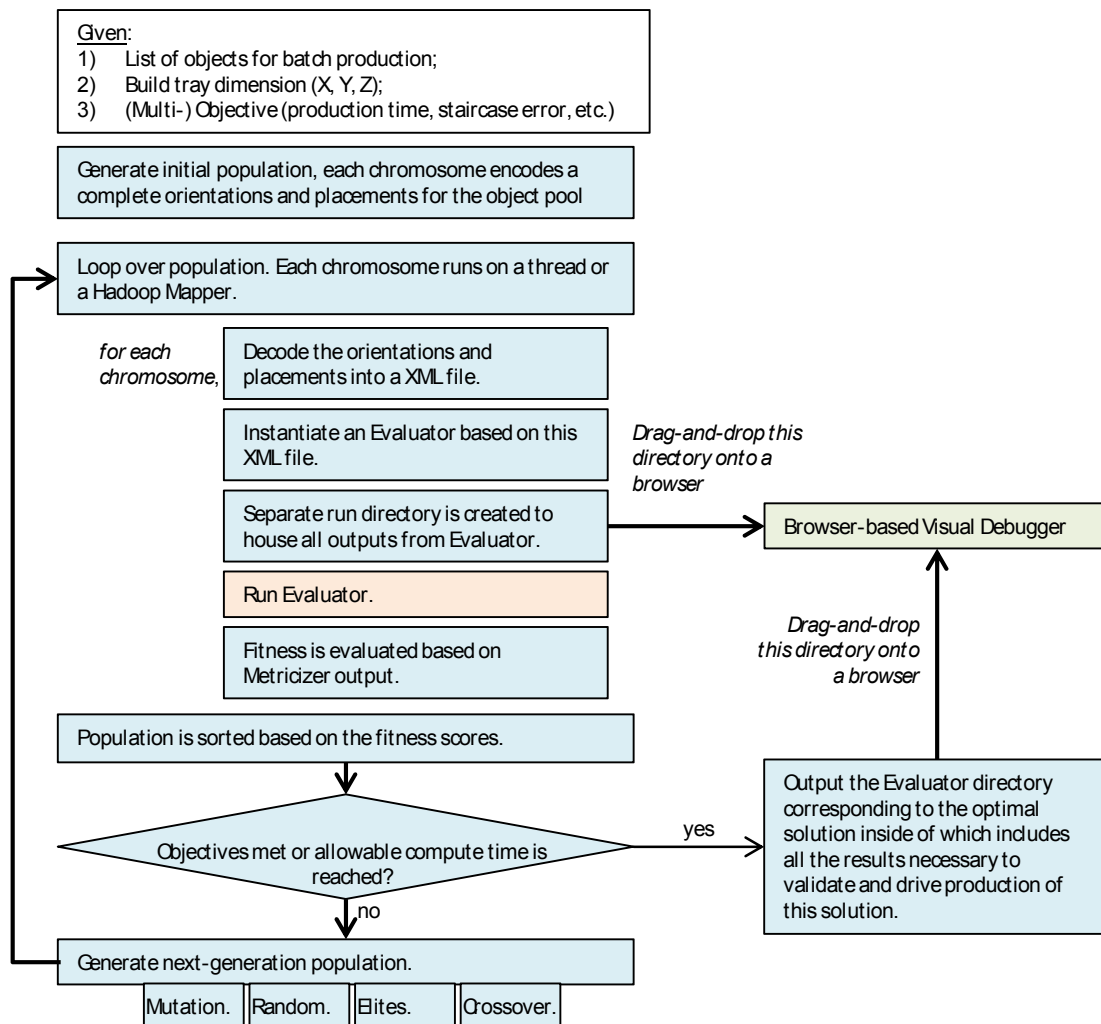 Given:
1) List of objects for batch production;
2) Build tray dimension (X, Y, Z);
3) (Multi-) Objective (production time, staircase error, etc.)
Generate initial population, each chromosome encodes a
complete orientations and placements for the object pool
Loop over population. Each chromosome runs on a thread or
a Hadoop Mapper.
for each
chromosome,
Decode the orientations and
placements into a XML file.
Instantiate an Evaluator based on this
XML file.
Drag-and-drop this
directory onto a
browser
Separate run directory is created to
house all outputs from Evaluator.
Browser-based Visual Debugger
Run Evaluator.
Fitness is evaluated based on
Metricizer output.
Drag-and-drop
this directory onto
a browser
Population is sorted based on the fitness scores.
Objectives met or allowable compute time is
reached?
yes
Output the Evaluator directory
corresponding to the optimal
solution inside of which includes
all the results necessary to
validate and drive production of
this solution.
no
Generate next-generation population.
Mutation. Random. Elites. Crossover.